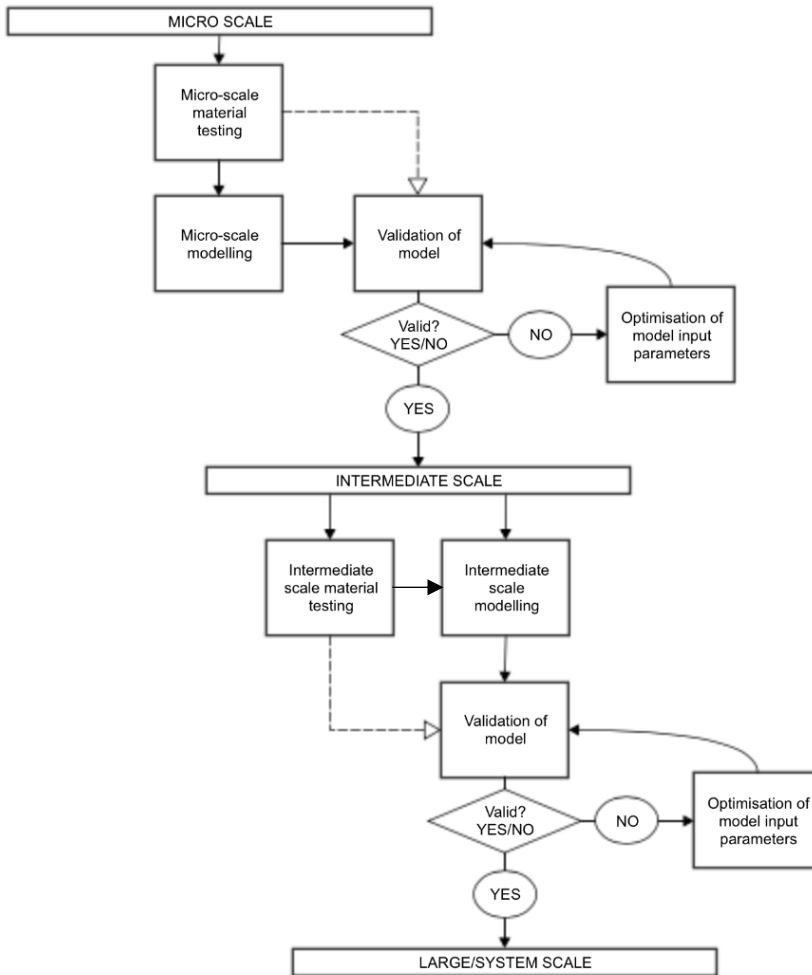 MICRO SCALE
Micro-scale
material
testing
Micro-scale
modelling
Validation of
model
Optimisation of
model input
parameters
Valid?
YES/NO
NO
YES
INTERMEDIATE SCALE
Intermediate
scale material
testing
Intermediate
scale
modelling
Validation of
model
Optimisation of
model input
parameters
Valid?
YES/NO
NO
YES
LARGE/SYSTEM SCALE